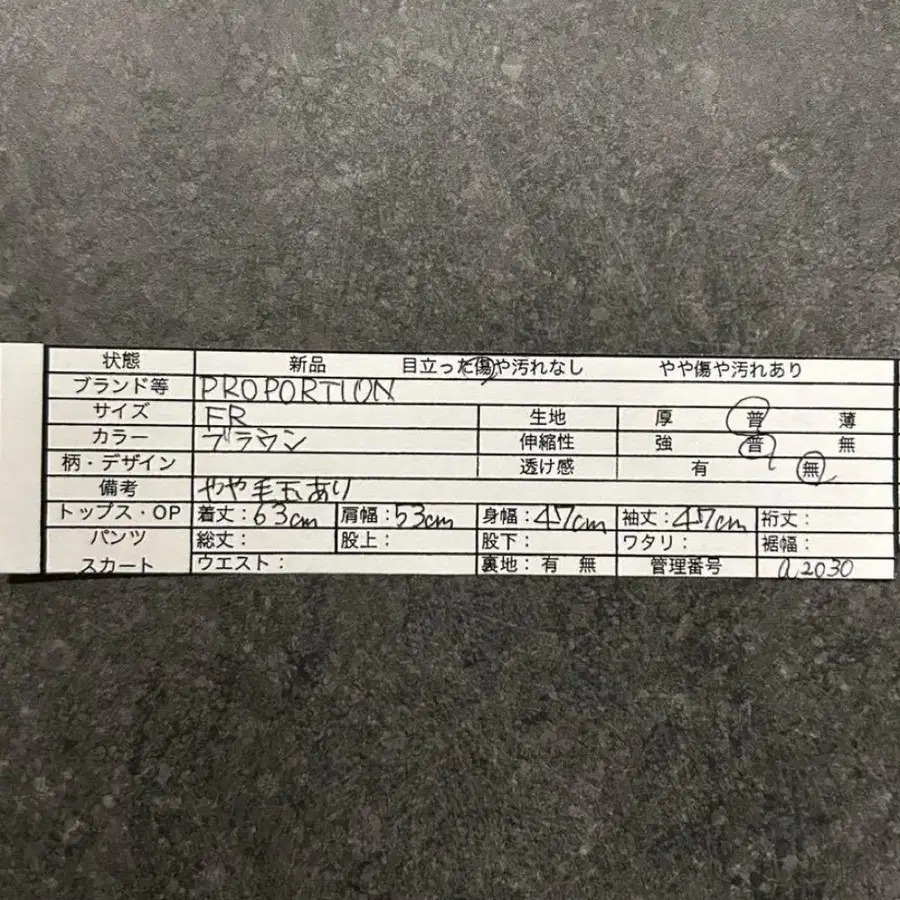 状態 新品 目立った傷や汚れなし やや傷や汚れあり
ブランド等 PROPORTION
サイズ FR 生地 厚 普 薄
カラー ブラウン 伸縮性 強 普 無
柄・デザイン 透け感 有 無
備考 やや毛玉あり
トップス・OP 着丈:63cm 肩幅:53cm 身幅:47cm 袖丈:47cm 裄丈:
パンツ 総丈: 股上: 股下: ワタリ: 裾幅:
スカート ウエスト: 裏地:有 無 管理番号 a2030